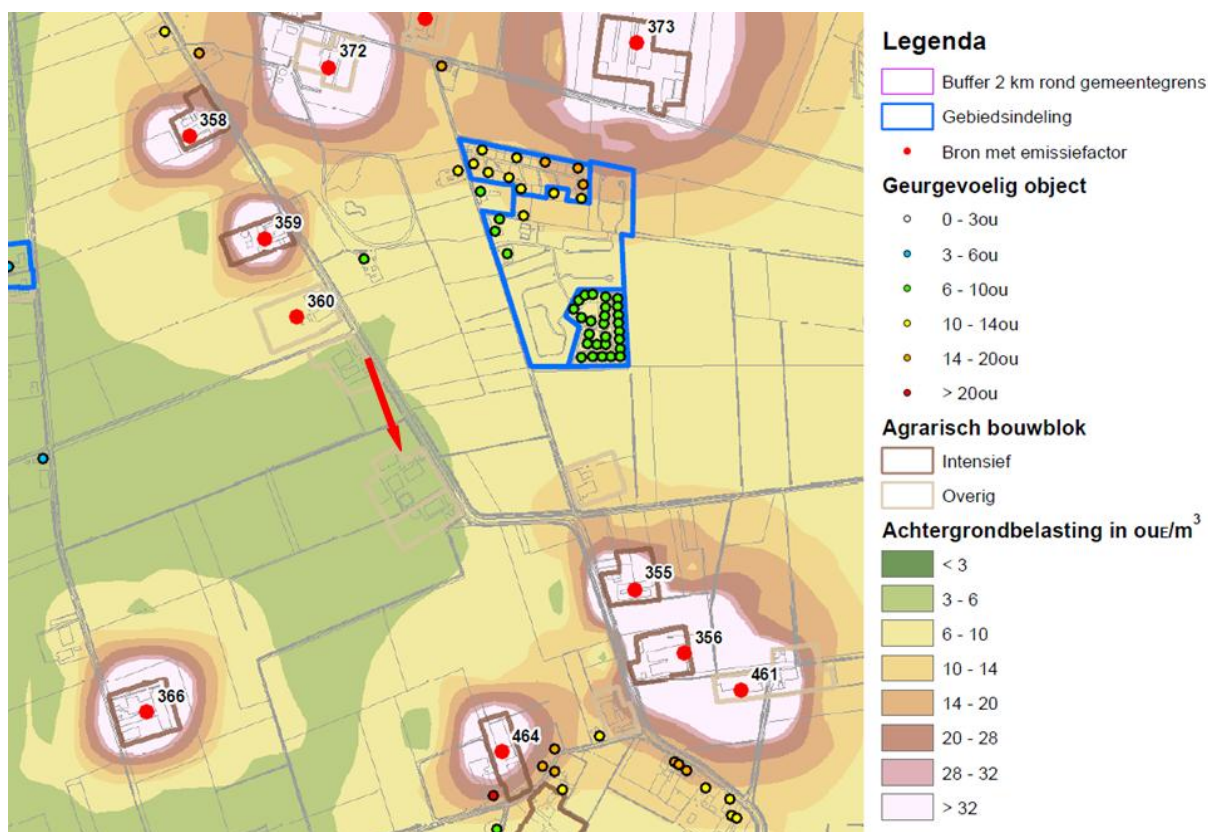 372
373
358
359
360
355
356
461
366
464
Legenda
Buffer 2 km rond gemeentegrens
Gebiedsindeling
Bron met emissiefactor
Geurgevoelig object
0 - 3ou
3 - 6ou
6 - 10ou
10 - 14ou
14 - 20ou
> 20ou
Agrarisch bouwblok
Intensief
Overig
Achtergrondbelasting in ouE/m³
< 3
3 - 6
6 - 10
10 - 14
14 - 20
20 - 28
28 - 32
> 32